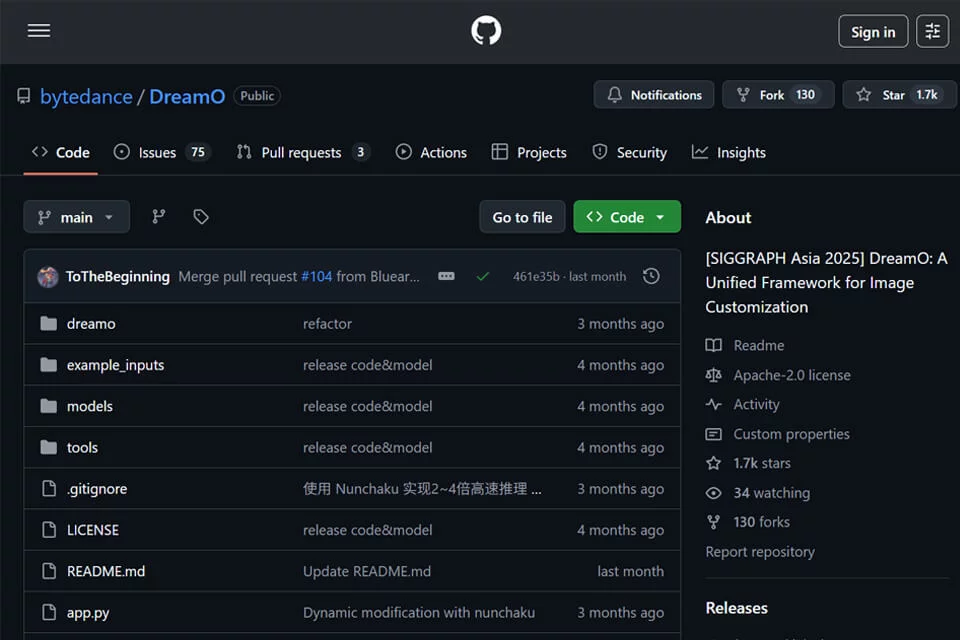 Sign in
bytedance / DreamO Public
Notifications Fork 130 Star 1.7k
Code Issues 75 Pull requests 3 Actions Projects Security Insights
main Go to file Code
ToTheBeginning Merge pull request #104 from Bluear... 461e35b · last month
dreamo refactor 3 months ago
example_inputs release code&model 4 months ago
models release code&model 4 months ago
tools release code&model 4 months ago
.gitignore 使用 Nunchaku 实现2~4倍高速推理 ... 3 months ago
LICENSE release code&model 4 months ago
README.md Update README.md last month
app.py Dynamic modification with nunchaku 3 months ago
About
[SIGGRAPH Asia 2025] DreamO: A
Unified Framework for Image
Customization
Readme
Apache-2.0 license
Activity
Custom properties
1.7k stars
34 watching
130 forks
Report repository
Releases